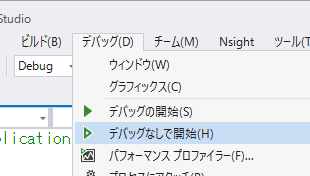 Studio
ビルド(B) デバッグ(D) チーム(M) Nsight ツール(T)
Debug
ウィンドウ(W)
グラフィックス(C)
デバッグの開始(S)
デバッグなしで開始(H)
plication
パフォーマンス プロファイラー(F)...